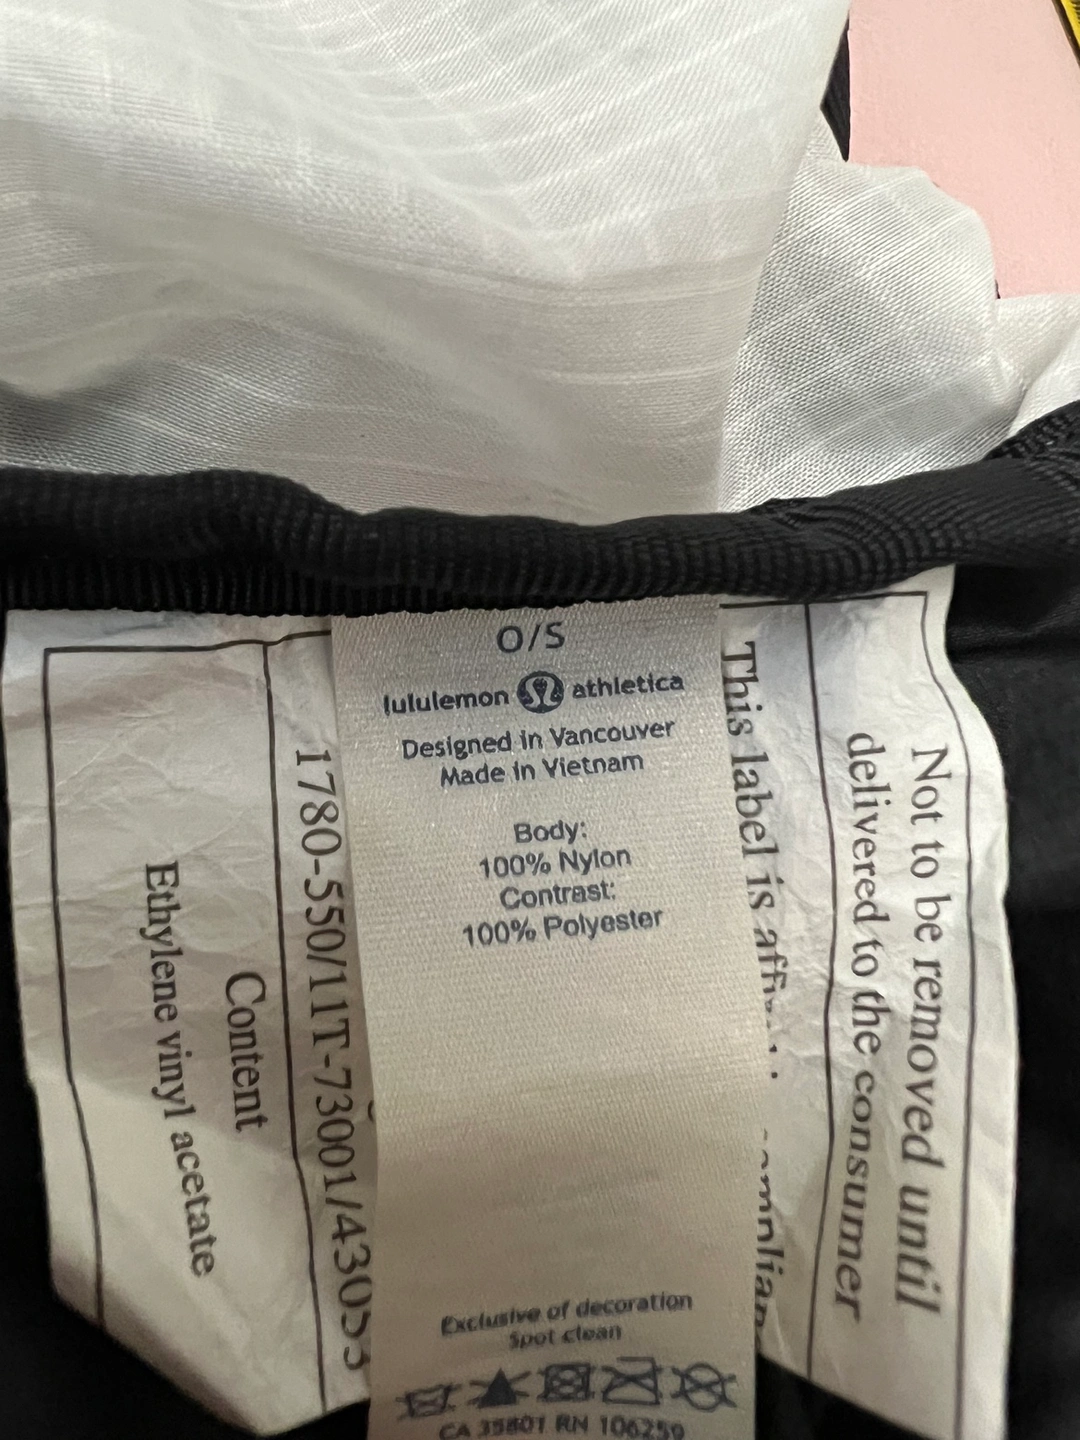 O/S
lululemon athletica
Designed in Vancouver
Made in Vietnam
Body:
100% Nylon
Contrast:
100% Polyester
Exclusive of decoration
Spot clean
CA 35801 RN 106259
Not to be removed until
delivered to the consumer
This label is
1780-550/11T-73001/43053
Content
Ethylene vinyl acetate